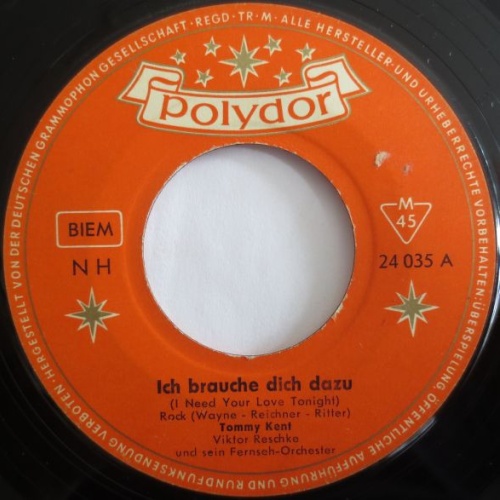 HERGESTELLT VON DER DEUTSCHEN GRAMMOPHON GESELLSCHAFT · REGD · TR · M · ALLE HERSTELLER- UND URHEBERRECHTE VORBEHALTEN · ÜBERSPIELUNG ÖFFENTLICHE AUFFÜHRUNG UND RUNDFUNKSENDUNG VERBOTEN ·
Polydor
BIEM
M
45
N H
24 035 A
Ich brauche dich dazu
(I Need Your Love Tonight)
Rock (Wayne - Reichner - Ritter)
Tommy Kent
Viktor Reschke
und sein Fernseh-Orchester